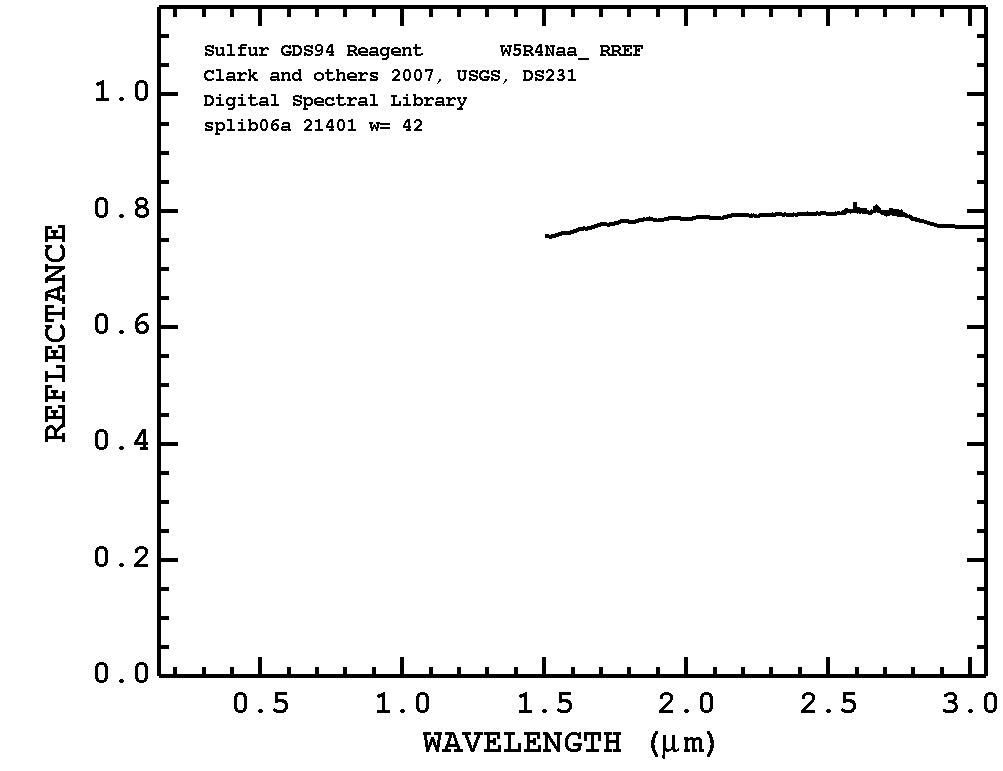 Sulfur GDS94 Reagent W5R4Naa_ RREF
Clark and others 2007, USGS, DS231
Digital Spectral Library
splib06a 21401 w= 42
REFLECTANCE
1.0
0.8
0.6
0.4
0.2
0.0
0.5 1.0 1.5 2.0 2.5 3.0
WAVELENGTH (μm)